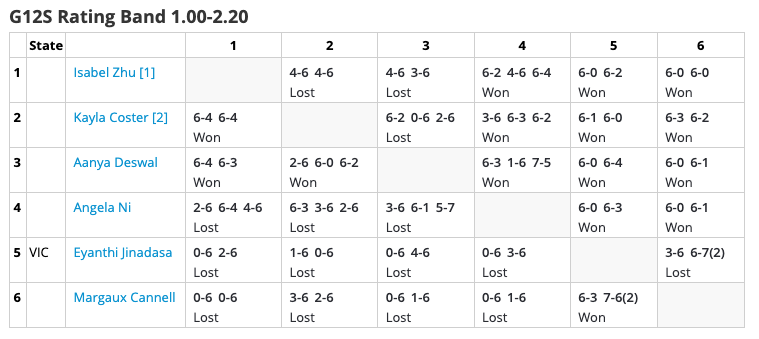 G12S Rating Band 1.00-2.20
State 1 2 3 4 5 6
1 Isabel Zhu [1] 4-6 4-6 4-6 3-6 6-2 4-6 6-4 6-0 6-2 6-0 6-0
Lost Lost Won Won Won
2 Kayla Coster [2] 6-4 6-4 6-2 0-6 2-6 3-6 6-3 6-2 6-1 6-0 6-3 6-2
Won Lost Won Won Won
3 Aanya Deswal 6-4 6-3 2-6 6-0 6-2 6-3 1-6 7-5 6-0 6-4 6-0 6-1
Won Won Won Won Won
4 Angela Ni 2-6 6-4 4-6 6-3 3-6 2-6 3-6 6-1 5-7 6-0 6-3 6-0 6-1
Lost Lost Lost Won Won
5 VIC Eyanthi Jinadasa 0-6 2-6 1-6 0-6 0-6 4-6 0-6 3-6 3-6 6-7(2)
Lost Lost Lost Lost Lost
6 Margaux Cannell 0-6 0-6 3-6 2-6 0-6 1-6 0-6 1-6 6-3 7-6(2)
Lost Lost Lost Lost Won